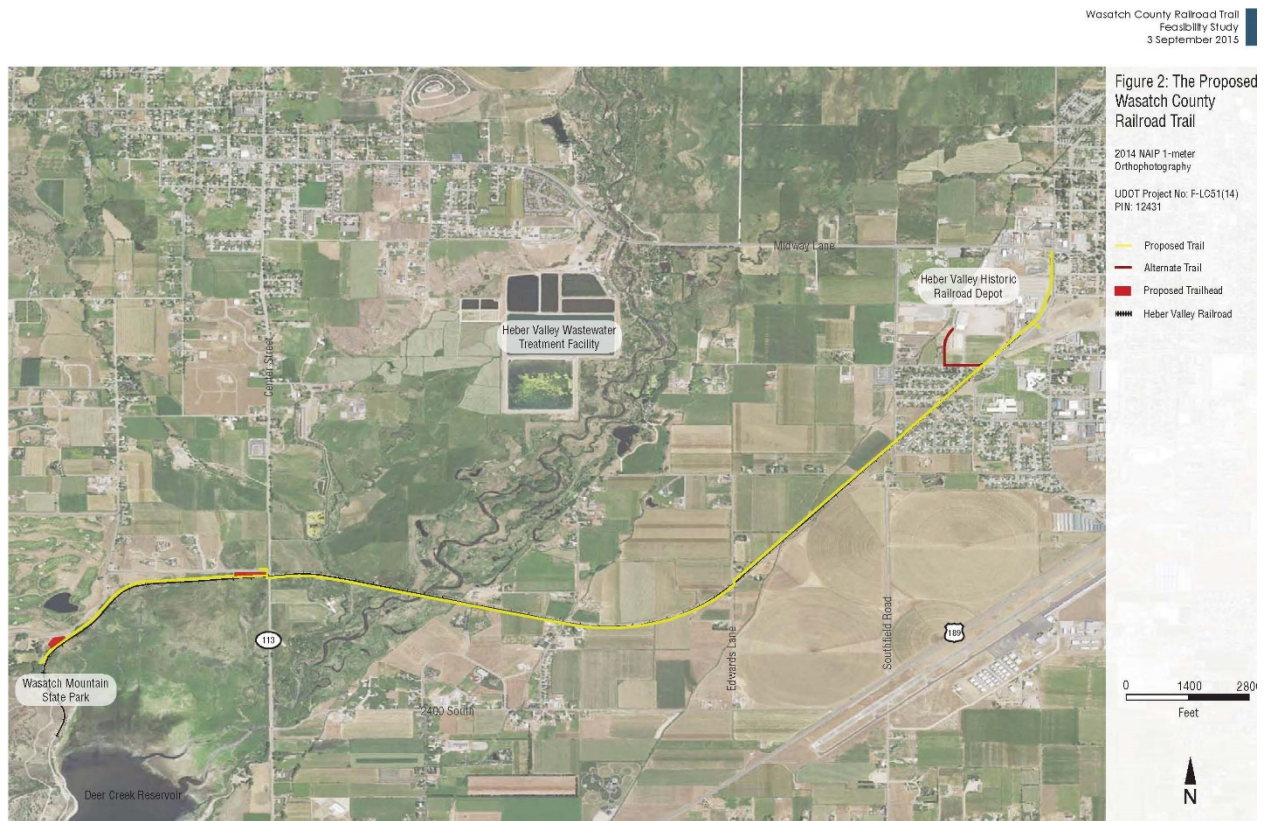 Wasatch County Railroad Trail
Feasibility Study
3 September 2015
Figure 2: The Proposed
Wasatch County
Railroad Trail
2014 NAIP 1-meter
Orthophotography
UDOT Project No: F-LC51(14)
PIN: 12431
Proposed Trail
Alternate Trail
Proposed Trailhead
Heber Valley Railroad
Midway Lane
Heber Valley Historic
Railroad Depot
Heber Valley Wastewater
Treatment Facility
Center Street
113
Edwards Lane
Southfield Road
189
Wasatch Mountain
State Park
2400 South
Deer Creek Reservoir
0 1400 280
Feet
N